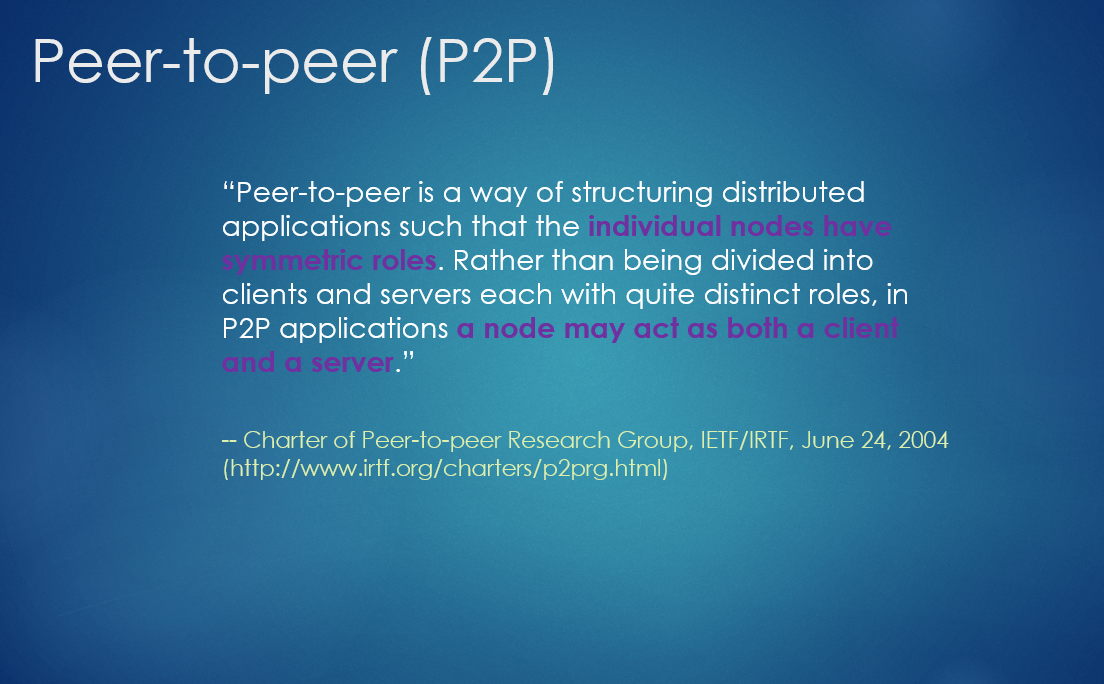 Peer-to-peer (P2P)
“Peer-to-peer is a way of structuring distributed
applications such that the individual nodes have
symmetric roles. Rather than being divided into
clients and servers each with quite distinct roles, in
P2P applications a node may act as both a client
and a server.”
-- Charter of Peer-to-peer Research Group, IETF/IRTF, June 24, 2004
(http://www.irtf.org/charters/p2prg.html)